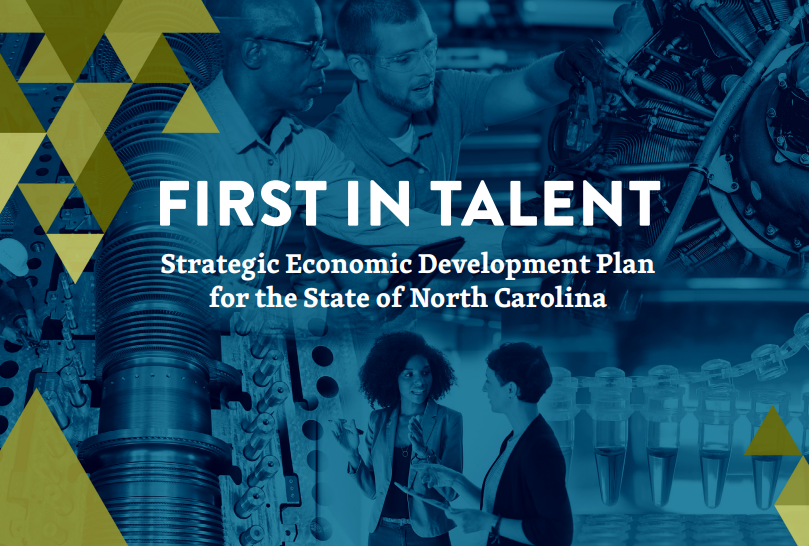 FIRST IN TALENT
Strategic Economic Development Plan
for the State of North Carolina